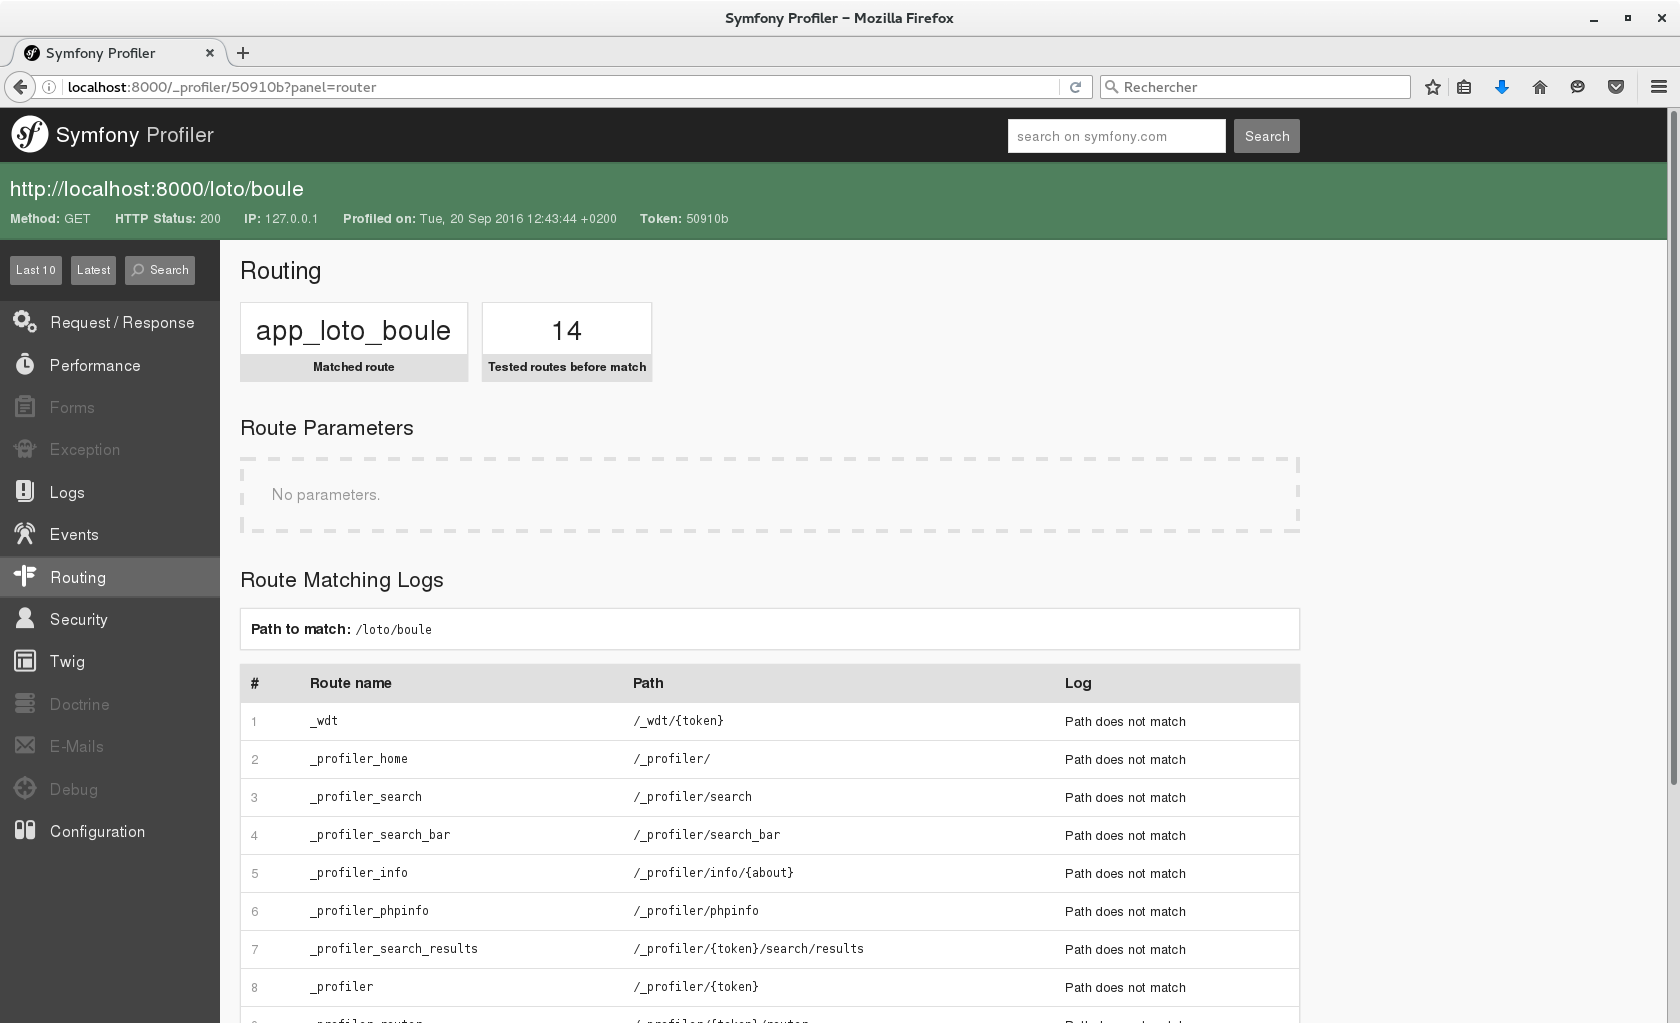 Symfony Profiler – Mozilla Firefox
Symfony Profiler
localhost:8000/_profiler/50910b?panel=router
Rechercher
sf Symfony Profiler
search on symfony.com
Search
http://localhost:8000/loto/boule
Method: GET HTTP Status: 200 IP: 127.0.0.1 Profiled on: Tue, 20 Sep 2016 12:43:44 +0200 Token: 50910b
Last 10 Latest Search
Request / Response
Performance
Forms
Exception
Logs
Events
Routing
Security
Twig
Doctrine
E-Mails
Debug
Configuration
Routing
app_loto_boule
Matched route
14
Tested routes before match
Route Parameters
No parameters.
Route Matching Logs
Path to match: /loto/boule
# Route name Path Log
1 _wdt /_wdt/{token} Path does not match
2 _profiler_home /_profiler/ Path does not match
3 _profiler_search /_profiler/search Path does not match
4 _profiler_search_bar /_profiler/search_bar Path does not match
5 _profiler_info /_profiler/info/{about} Path does not match
6 _profiler_phpinfo /_profiler/phpinfo Path does not match
7 _profiler_search_results /_profiler/{token}/search/results Path does not match
8 _profiler /_profiler/{token} Path does not match